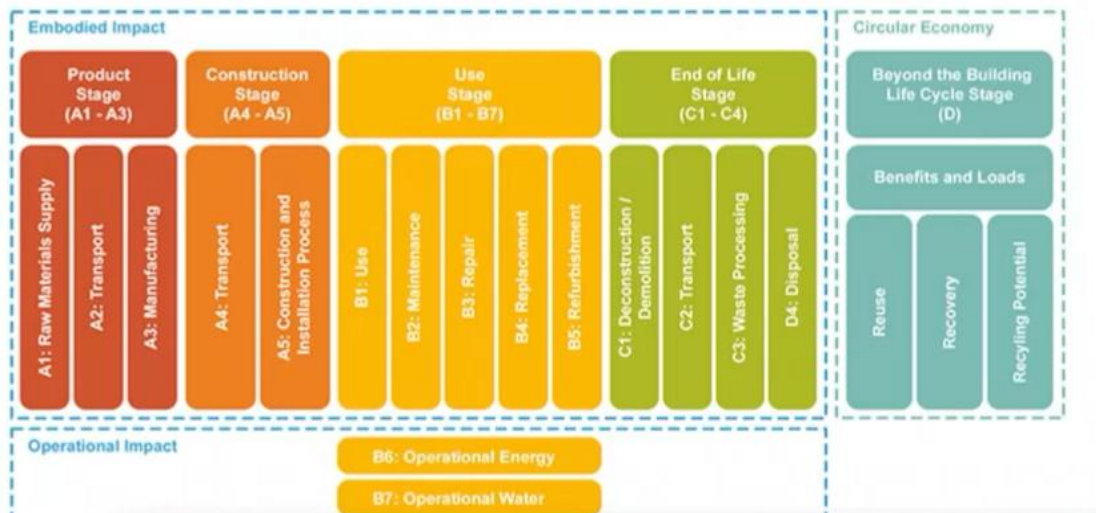 Embodied Impact
Circular Economy
Product
Stage
(A1 - A3)
Construction
Stage
(A4 - A5)
Use
Stage
(B1 - B7)
End of Life
Stage
(C1 - C4)
Beyond the Building
Life Cycle Stage
(D)
Benefits and Loads
A1: Raw Materials Supply
A2: Transport
A3: Manufacturing
A4: Transport
A5: Construction and
Installation Process
B1: Use
B2: Maintenance
B3: Repair
B4: Replacement
B5: Refurbishment
C1: Deconstruction /
Demolition
C2: Transport
C3: Waste Processing
D4: Disposal
Reuse
Recovery
Recyling Potential
Operational Impact
B6: Operational Energy
B7: Operational Water